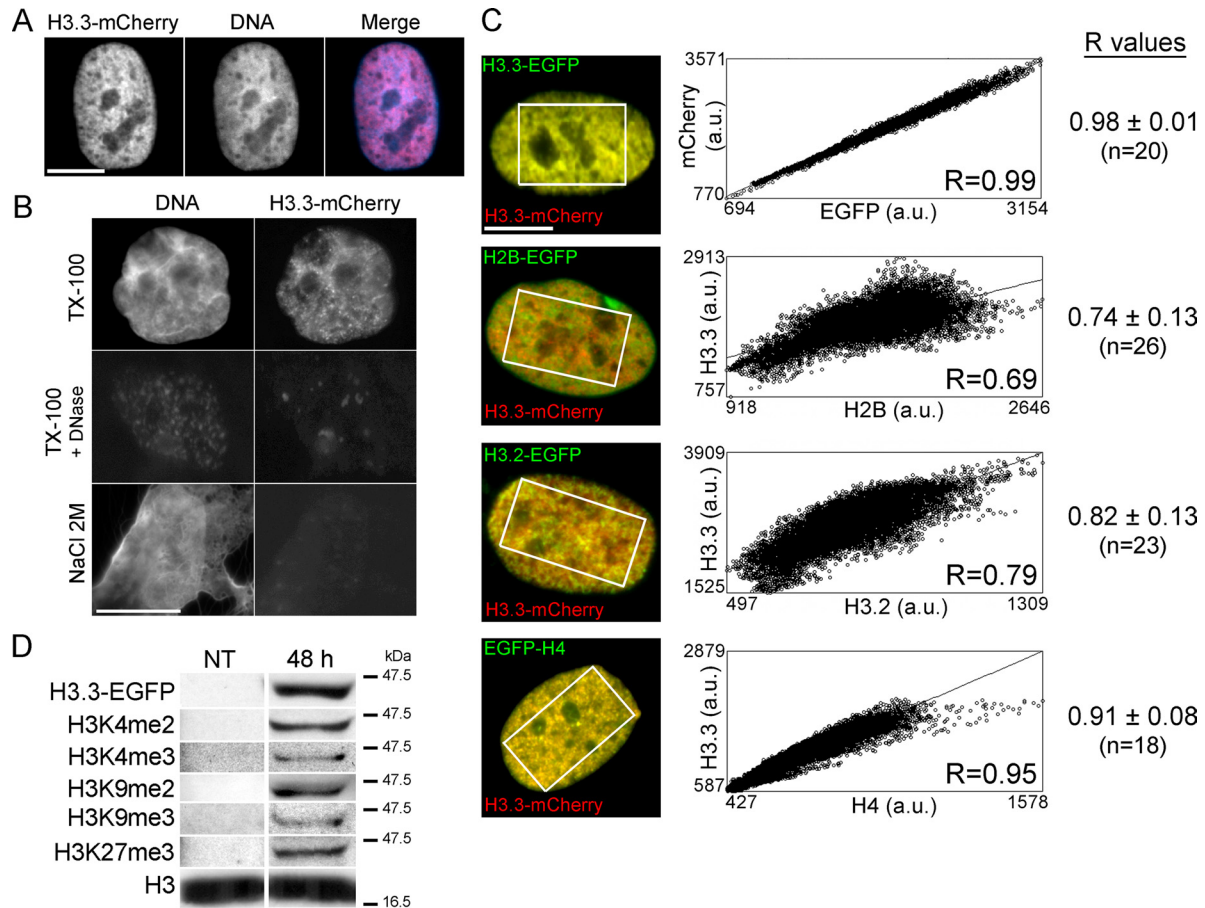 A
H3.3-mCherry DNA Merge
B
DNA H3.3-mCherry
TX-100
TX-100
+ DNase
NaCl 2M
C
R values
H3.3-EGFP
H3.3-mCherry
3571
mCherry
(a.u.)
770
694 EGFP (a.u.) 3154
R=0.99
0.98 ± 0.01
(n=20)
H2B-EGFP
H3.3-mCherry
2913
H3.3 (a.u.)
757
918 H2B (a.u.) 2646
R=0.69
0.74 ± 0.13
(n=26)
H3.2-EGFP
H3.3-mCherry
3909
H3.3 (a.u.)
1525
497 H3.2 (a.u.) 1309
R=0.79
0.82 ± 0.13
(n=23)
EGFP-H4
H3.3-mCherry
2879
H3.3 (a.u.)
587
427 H4 (a.u.) 1578
R=0.95
0.91 ± 0.08
(n=18)
D
NT 48 h kDa
47.5
H3.3-EGFP
47.5
H3K4me2
47.5
H3K4me3
47.5
H3K9me2
47.5
H3K9me3
47.5
H3K27me3
H3
16.5